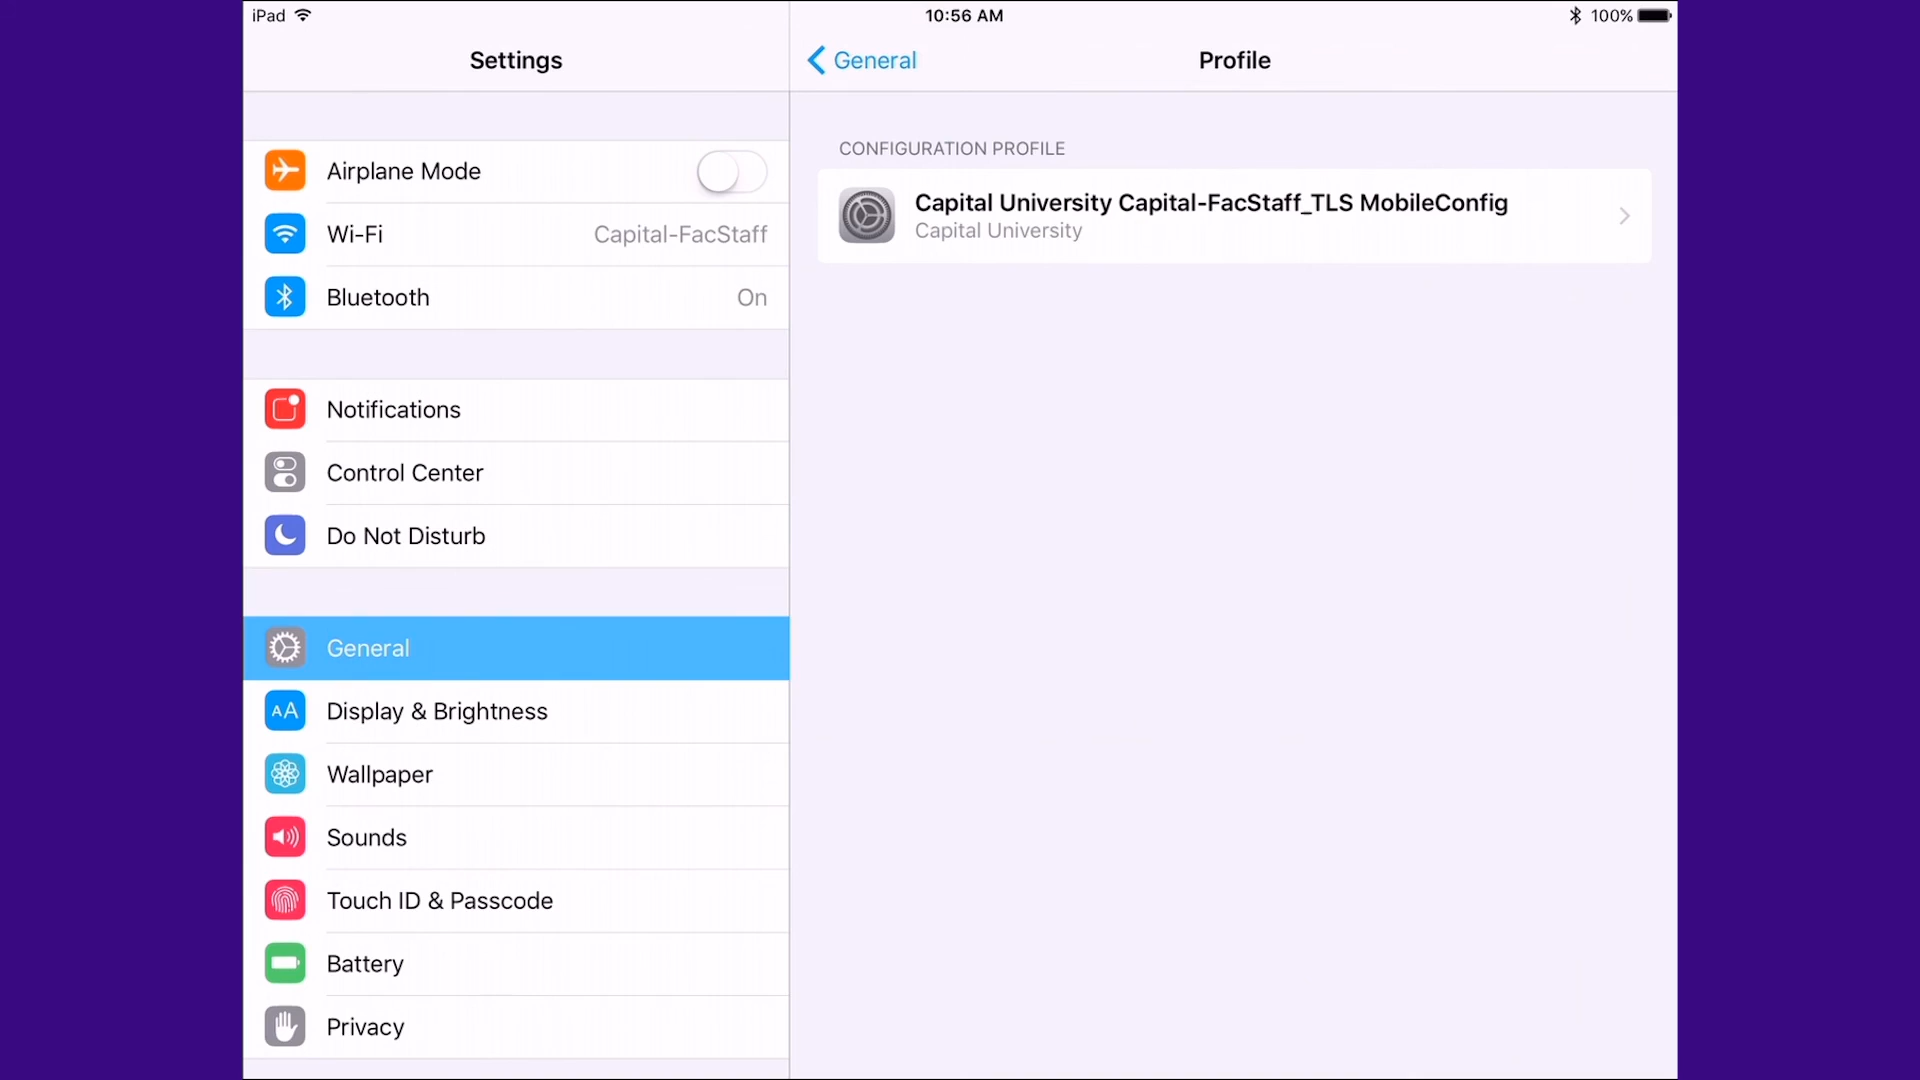 iPad
10:56 AM
100%
Settings
General
Profile
Airplane Mode
Wi-Fi
Capital-FacStaff
Bluetooth
On
Notifications
Control Center
Do Not Disturb
General
AA
Display & Brightness
Wallpaper
Sounds
Touch ID & Passcode
Battery
Privacy
CONFIGURATION PROFILE
Capital University Capital-FacStaff_TLS MobileConfig
Capital University